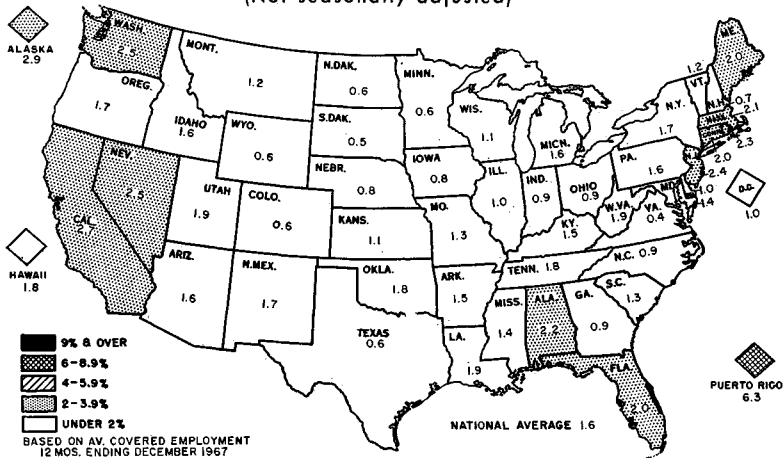 (Not seasonally adjusted)
ALASKA
2.9
WASH.
2.5
OREG.
1.7
MONT.
1.2
IDAHO
1.6
WYO.
0.6
N.DAK.
0.6
S.DAK.
0.5
NEBR.
0.8
MINN.
0.6
WIS.
1.1
MICH.
1.6
IOWA
0.8
NEV.
2.5
CAL.
2.7
UTAH
1.9
COLO.
0.6
KANS.
1.1
MO.
1.3
ILL.
1.0
IND.
0.9
OHIO
0.9
KY.
1.5
W.VA.
1.9
VA.
0.4
PA.
1.6
N.Y.
1.7
1.2
VT.
N.H.
0.7
ME.
2.0
MASS.
2.1
2.3
2.0
N.J.
2.4
1.0
MD.
1.4
D.C.
1.0
HAWAII
1.8
ARIZ.
1.6
N.MEX.
1.7
OKLA.
1.8
TEXAS
0.6
ARK.
1.5
LA.
1.9
TENN. 1.8
MISS.
1.4
ALA.
2.2
GA.
0.9
N.C. 0.9
S.C.
1.3
FLA.
2.0
PUERTO RICO
6.3
9% & OVER
6-8.9%
4-5.9%
2-3.9%
UNDER 2%
NATIONAL AVERAGE 1.6
BASED ON AV. COVERED EMPLOYMENT
12 MOS. ENDING DECEMBER 1967